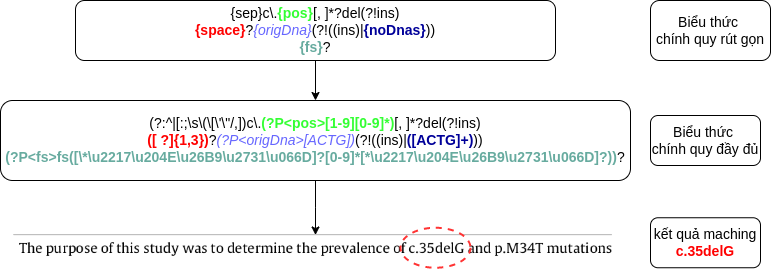 {sep}c\.{pos}[, ]*?del(?!ins)
{space}?{origDna}(?!((ins)|{noDnas}))
{fs}?
Biểu thức
chính quy rút gọn
(?:^|[:;\s\(\[\'\"/,])c\.(?P<pos>[1-9][0-9]*)[, ]*?del(?!ins)
([ ?]{1,3})?(?P<origDna>[ACTG])(?!((ins)|([ACTG]+)))
(?P<fs>fs([\*\u2217\u204E\u26B9\u2731\u066D]?[0-9]*[*\u2217\u204E\u26B9\u2731\u066D]?))?
Biểu thức
chính quy đầy đủ
The purpose of this study was to determine the prevalence of c.35delG and p.M34T mutations
kết quả maching
c.35delG